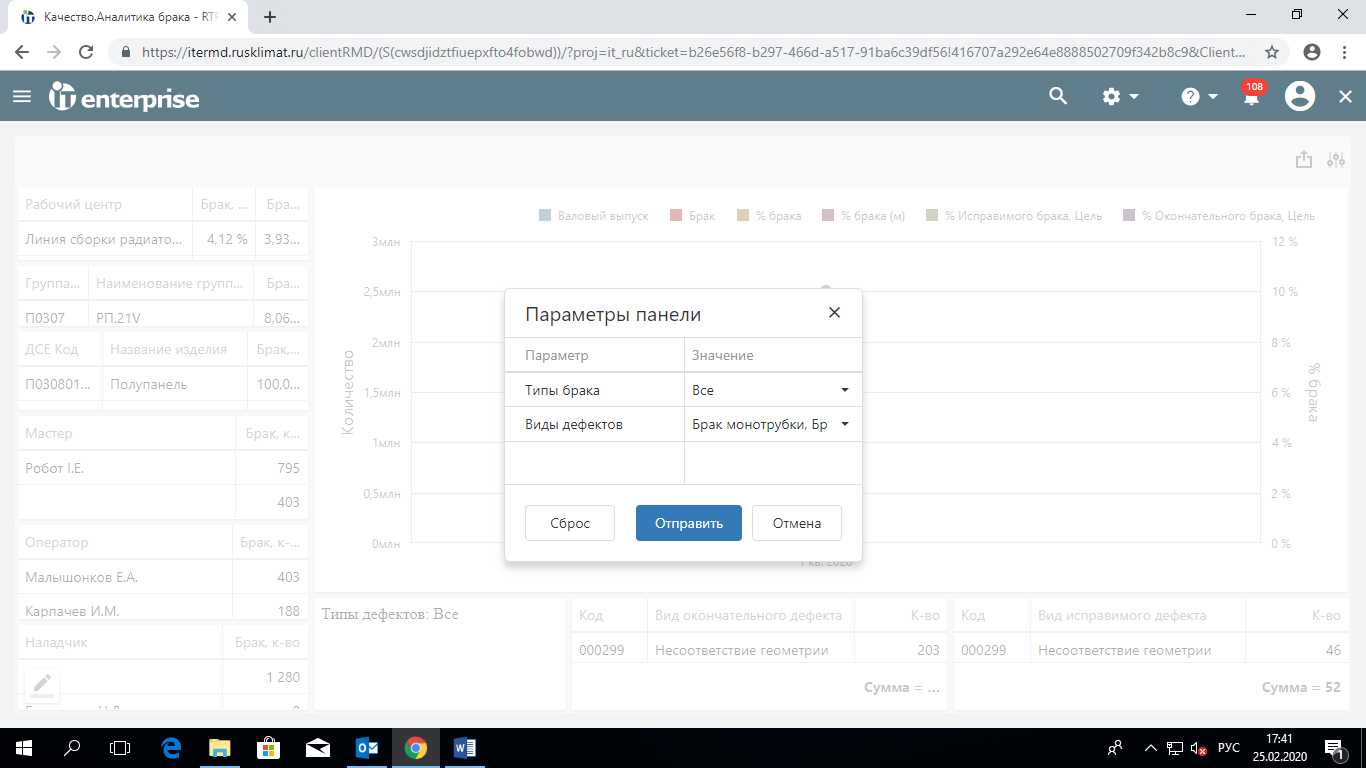 Качество.Аналитика брака - RTF
https://itermd.rusklimat.ru/clientRMD/(S(cwsdjidztfiuepxfto4fobwd))/?proj=it_ru&ticket=b26e56f8-b297-466d-a517-91ba6c39df56!416707a292e64e8888502709f342b8c9&Client...
it enterprise
108
Рабочий центр Брак, ... Бра...
Линия сборки радиато... 4,12 % 3,93...
Группа... Наименование групп... Бра...
П0307 РП.21V 8,06...
ДСЕ Код Название изделия Брак,...
П030801... Полупанель 100,0...
Мастер Брак, к...
Робот I.E. 795
403
Оператор Брак, к-...
Малышонков Е.А. 403
Карпачев И.М. 188
Наладчик Брак, к-во
1 280
Валовый выпуск Брак % брака % брака (м) % Исправимого брака, Цель % Окончательного брака, Цель
3млн 12 %
2,5млн 10 %
2млн 8 %
1,5млн 6 %
1млн 4 %
0,5млн 2 %
0млн 0 %
Количество
% брака
1 кв. 2020
Параметры панели
Параметр Значение
Типы брака Все
Виды дефектов Брак монотрубки, Бр
Сброс Отправить Отмена
Типы дефектов: Все
Код Вид окончательного дефекта К-во
000299 Несоответствие геометрии 203
Сумма = ...
Код Вид исправимого дефекта К-во
000299 Несоответствие геометрии 46
Сумма = 52
РУС
17:41
25.02.2020
1